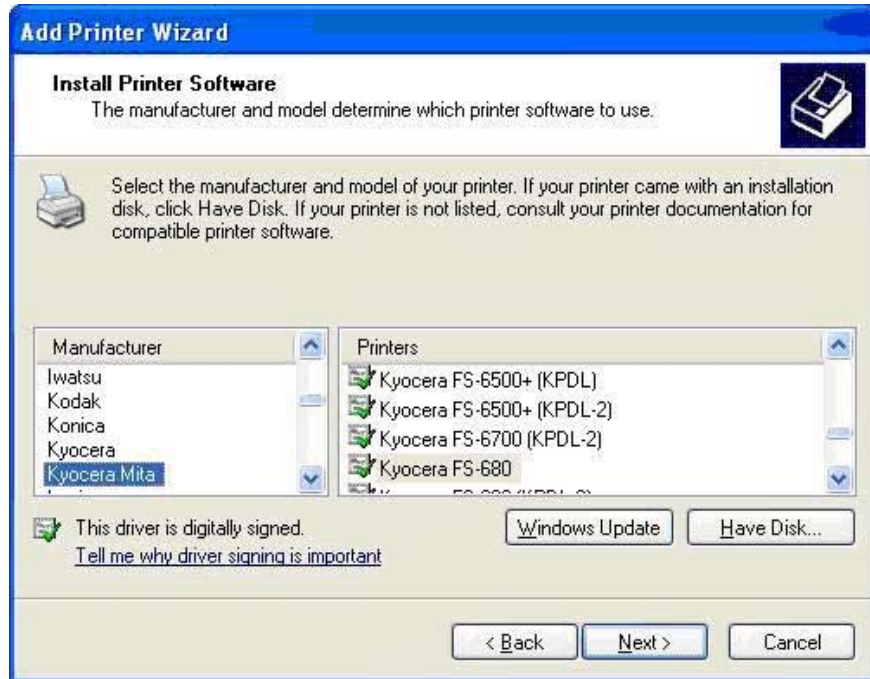 Add Printer Wizard
Install Printer Software
The manufacturer and model determine which printer software to use.
Select the manufacturer and model of your printer. If your printer came with an installation
disk, click Have Disk. If your printer is not listed, consult your printer documentation for
compatible printer software.
Manufacturer
Iwatsu
Kodak
Konica
Kyocera
Kyocera Mita
Printers
Kyocera FS-6500+ (KPDL)
Kyocera FS-6500+ (KPDL-2)
Kyocera FS-6700 (KPDL-2)
Kyocera FS-680
This driver is digitally signed.
Tell me why driver signing is important
Windows Update
Have Disk...
< Back
Next >
Cancel